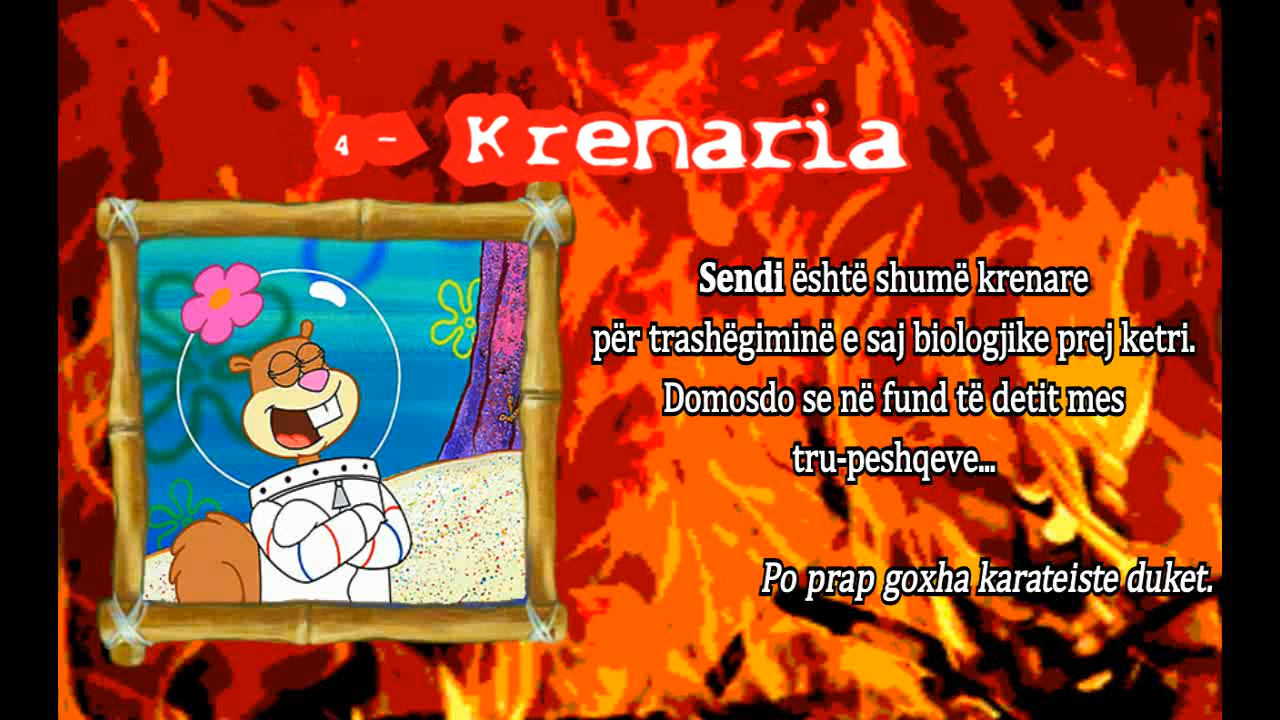 4 - Krenaria
Sendi është shumë krenare
për trashëgiminë e saj biologjike prej ketri.
Domosdo se në fund të detit mes
tru-peshqeve...
Po prap goxha karateiste duket.